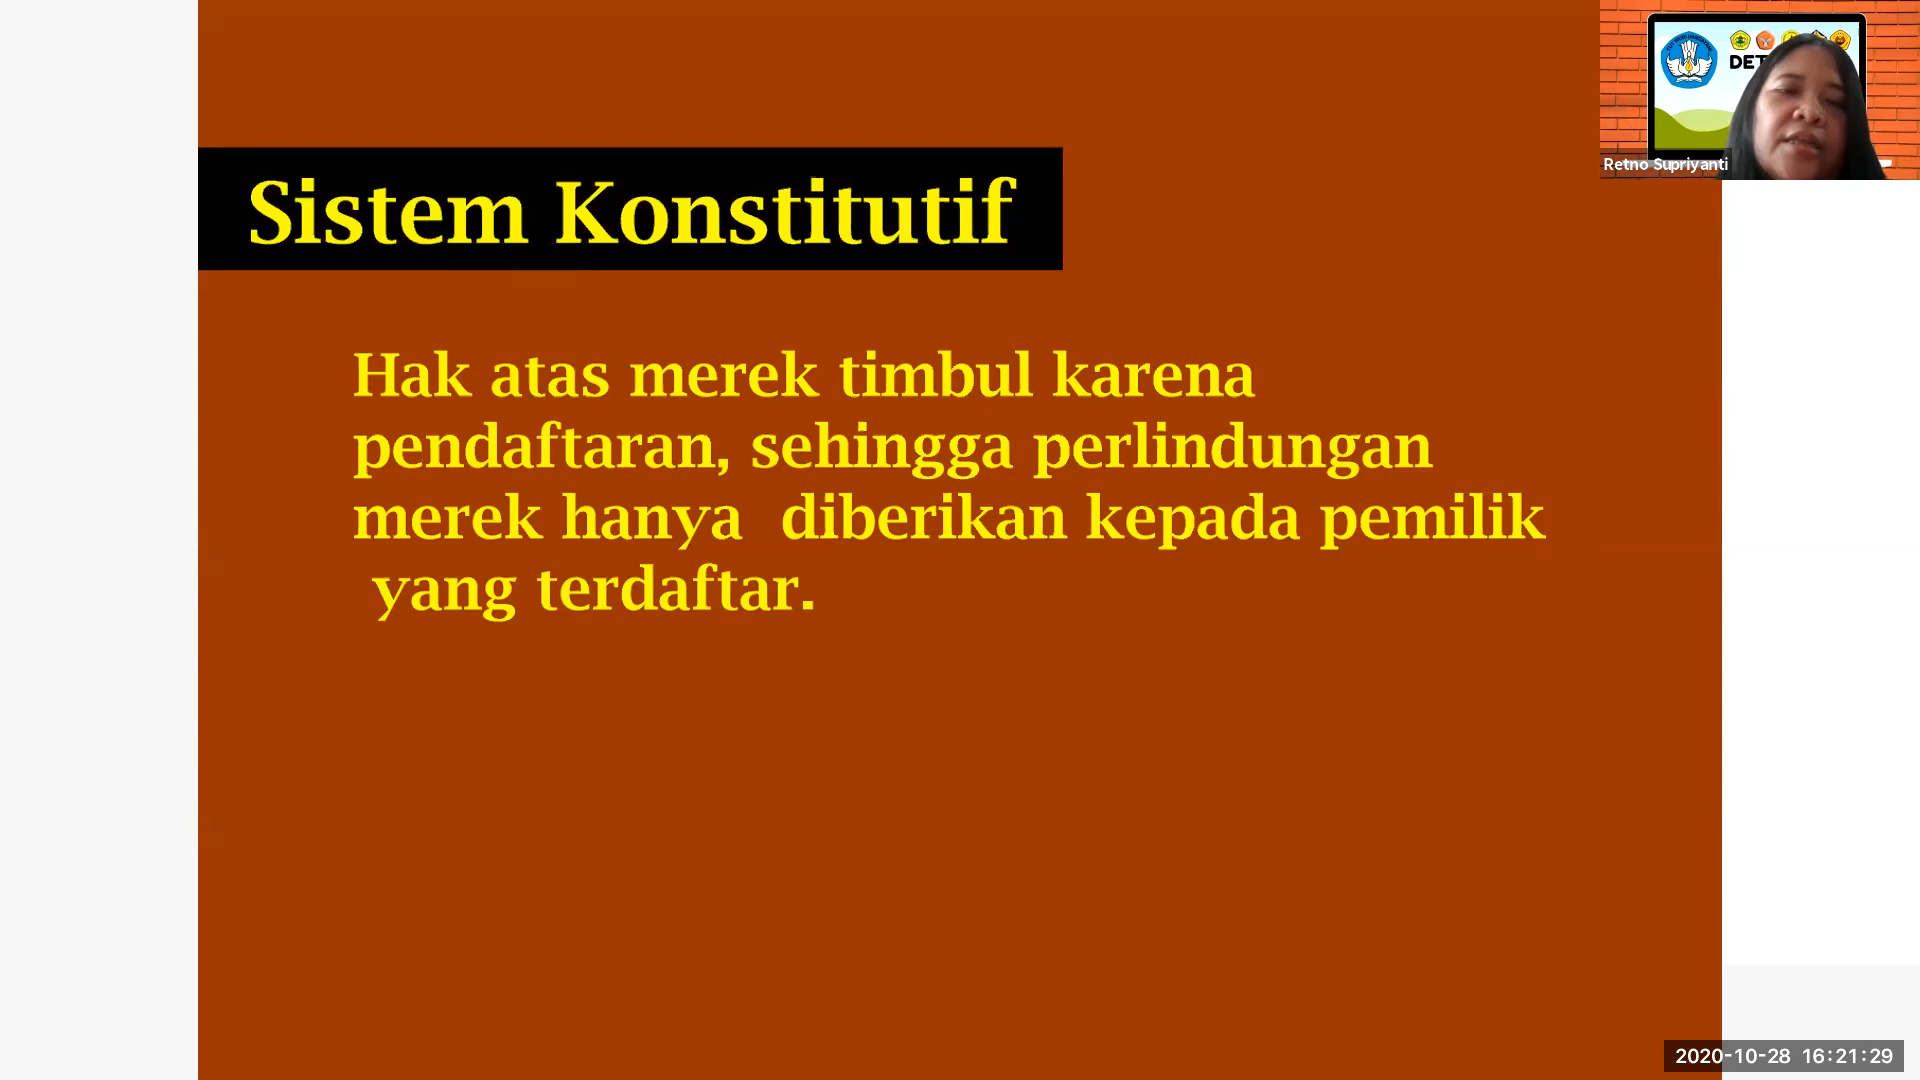 Sistem Konstitutif
Hak atas merek timbul karena
pendaftaran, sehingga perlindungan
merek hanya  diberikan kepada pemilik
yang terdaftar.
DET
Retno Supriyanti
2020-10-28 16:21:29